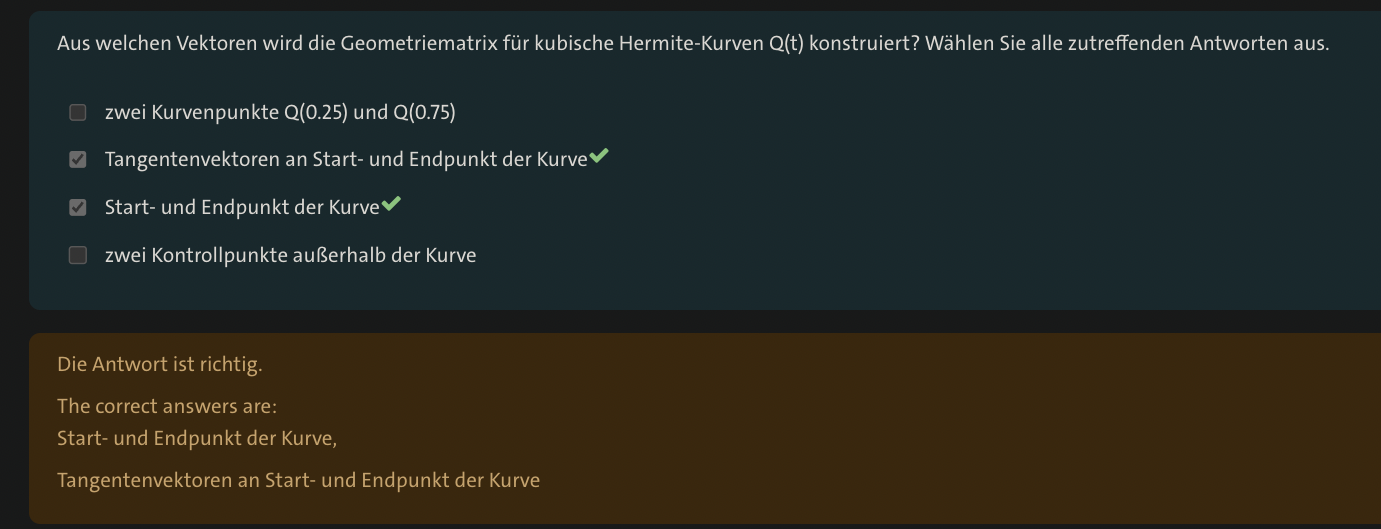 Aus welchen Vektoren wird die Geometriematrix für kubische Hermite-Kurven Q(t) konstruiert? Wählen Sie alle zutreffenden Antworten aus.
zwei Kurvenpunkte Q(0.25) und Q(0.75)
Tangentenvektoren an Start- und Endpunkt der Kurve
Start- und Endpunkt der Kurve
zwei Kontrollpunkte außerhalb der Kurve
Die Antwort ist richtig.
The correct answers are:
Start- und Endpunkt der Kurve,
Tangentenvektoren an Start- und Endpunkt der Kurve